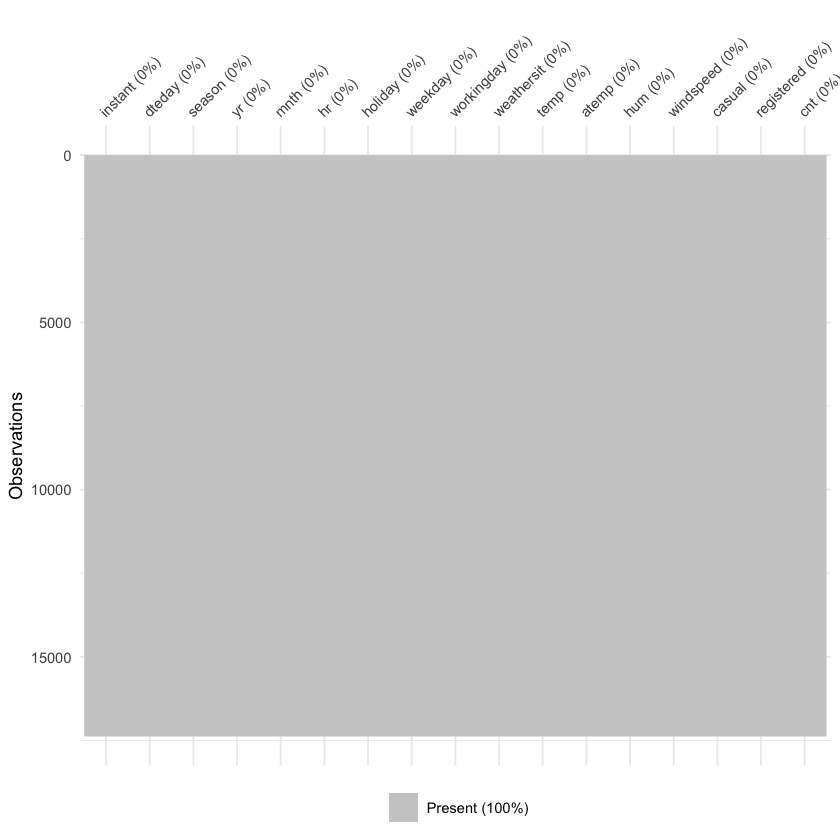 instant (0%)
dteday (0%)
season (0%)
yr (0%)
mnth (0%)
hr (0%)
holiday (0%)
weekday (0%)
workingday (0%)
weathersit (0%)
temp (0%)
atemp (0%)
hum (0%)
windspeed (0%)
casual (0%)
registered (0%)
cnt (0%)
0
5000
10000
15000
Observations
Present (100%)